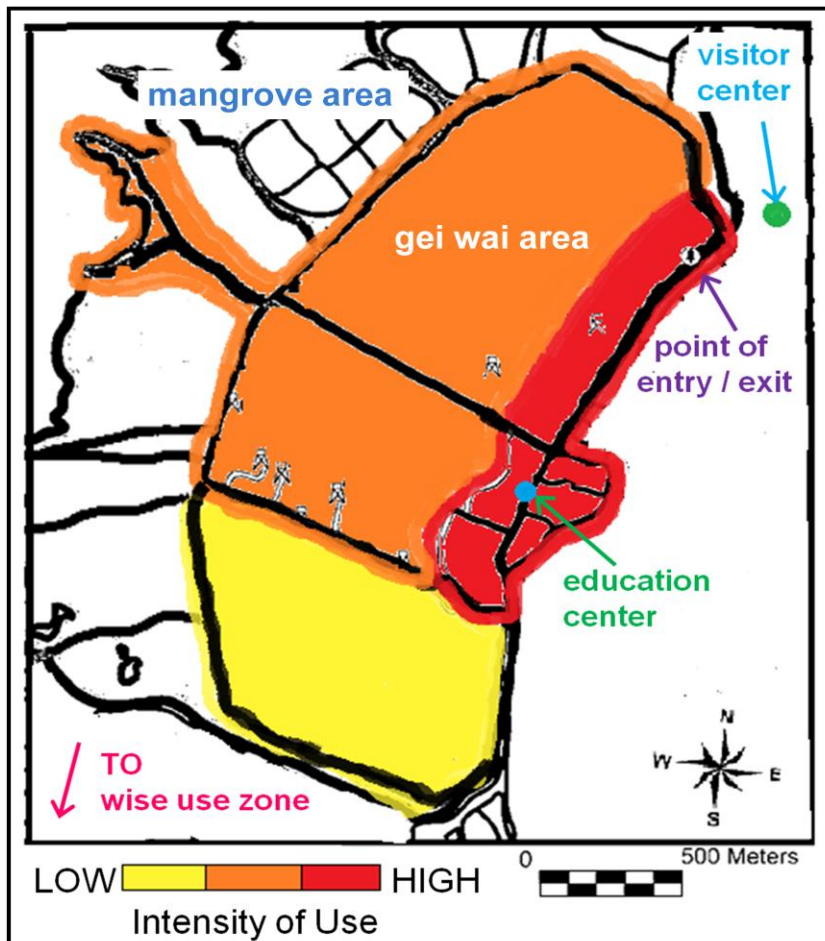 visitor
center
mangrove area
gei wai area
point of
entry / exit
education
center
TO
wise use zone
N
W
E
S
0
500 Meters
LOW
HIGH
Intensity of Use